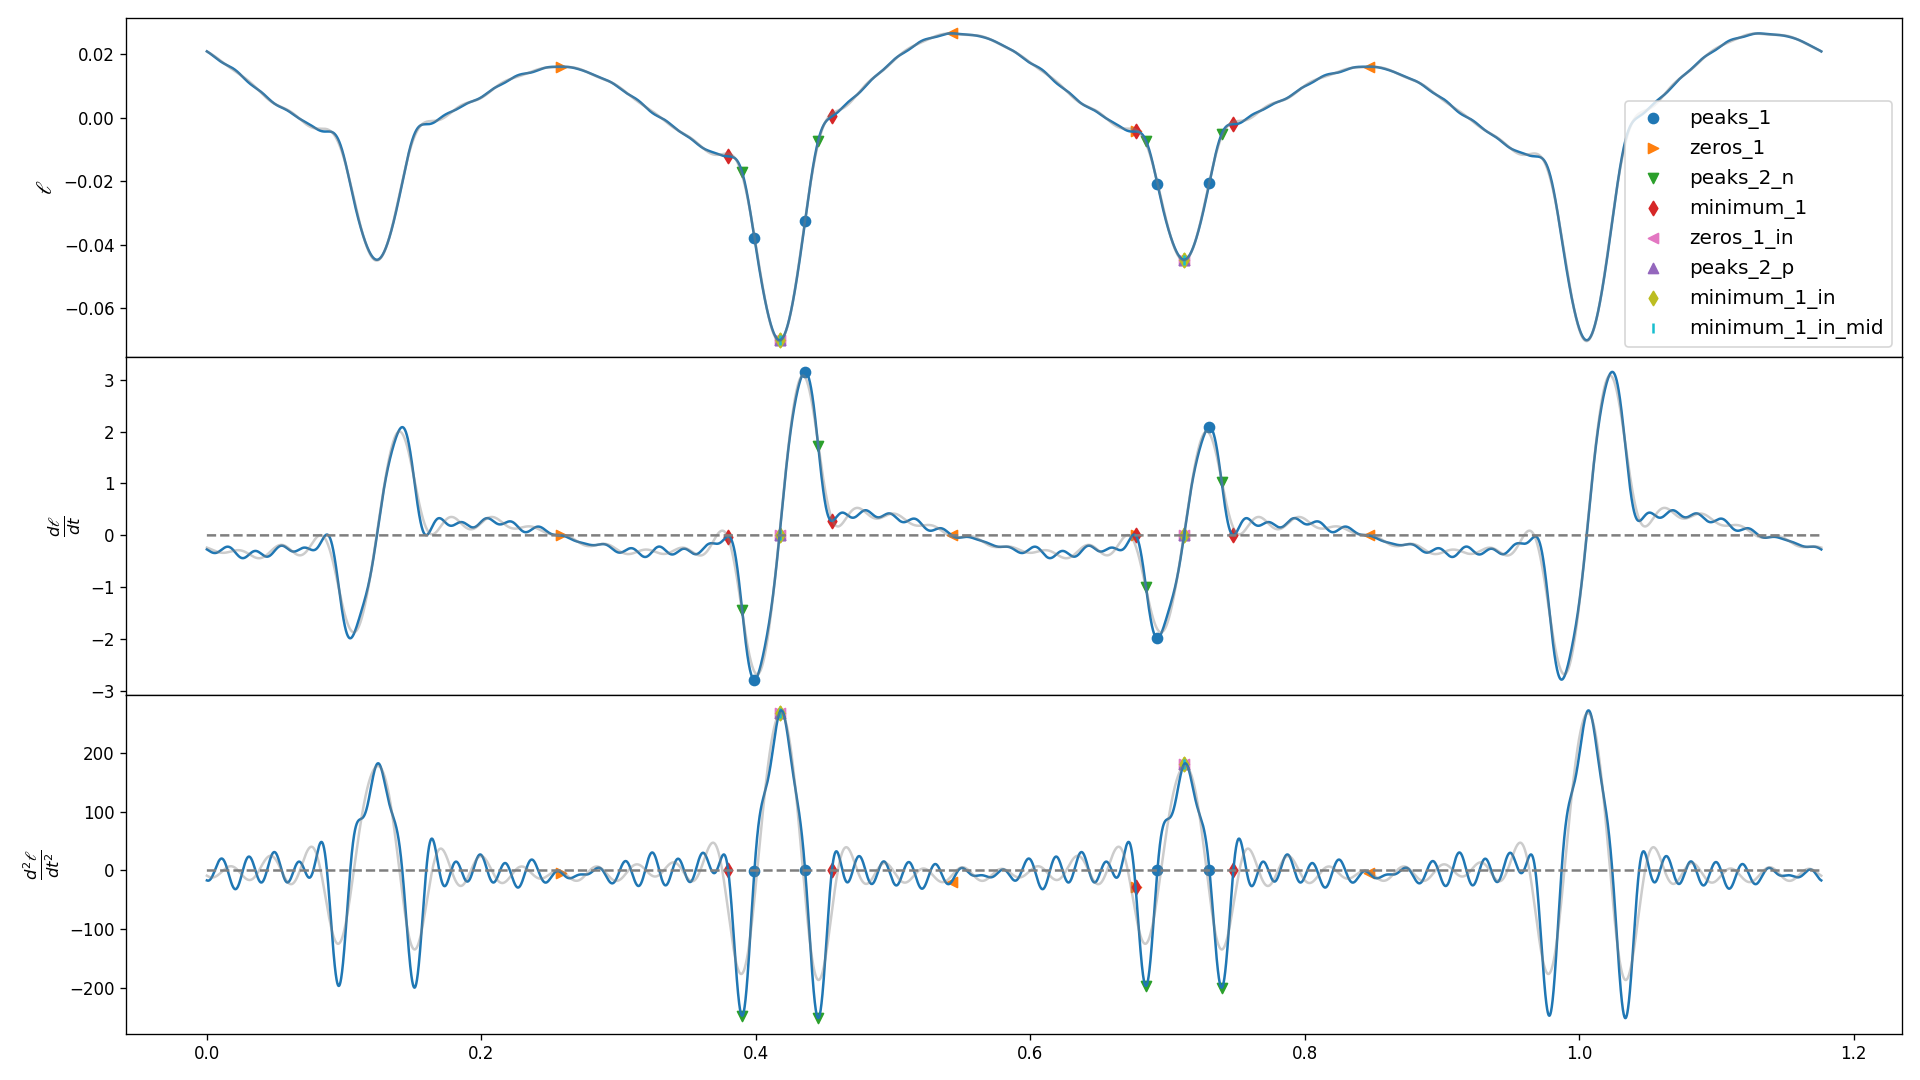 0.02
0.00
−0.02
−0.04
−0.06
ℓ
peaks_1
zeros_1
peaks_2_n
minimum_1
zeros_1_in
peaks_2_p
minimum_1_in
minimum_1_in_mid
3
2
1
0
−1
−2
−3
dℓ
dt
200
100
0
−100
−200
d²ℓ
dt²
0.0 0.2 0.4 0.6 0.8 1.0 1.2